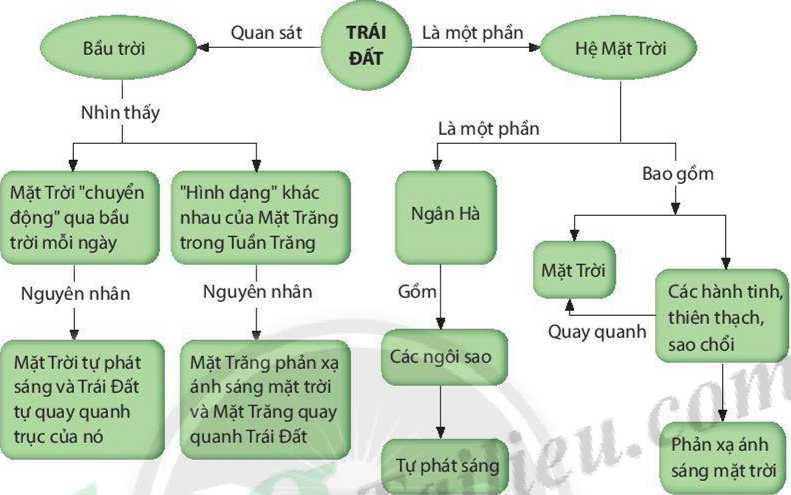 Bầu trời
Quan sát
TRÁI
ĐẤT
Là một phần
Hệ Mặt Trời
Nhìn thấy
Là một phần
Bao gồm
Mặt Trời "chuyển
động" qua bầu
trời mỗi ngày
"Hình dạng" khác
nhau của Mặt Trăng
trong Tuần Trăng
Ngân Hà
Mặt Trời
Các hành tinh,
thiên thạch,
sao chổi
Nguyên nhân
Nguyên nhân
Gồm
Quay quanh
Mặt Trời tự phát
sáng và Trái Đất
tự quay quanh
trục của nó
Mặt Trăng phản xạ
ánh sáng mặt trời
và Mặt Trăng quay
quanh Trái Đất
Các ngôi sao
Tự phát sáng
Phản xạ ánh
sáng mặt trời
Tailieu.com